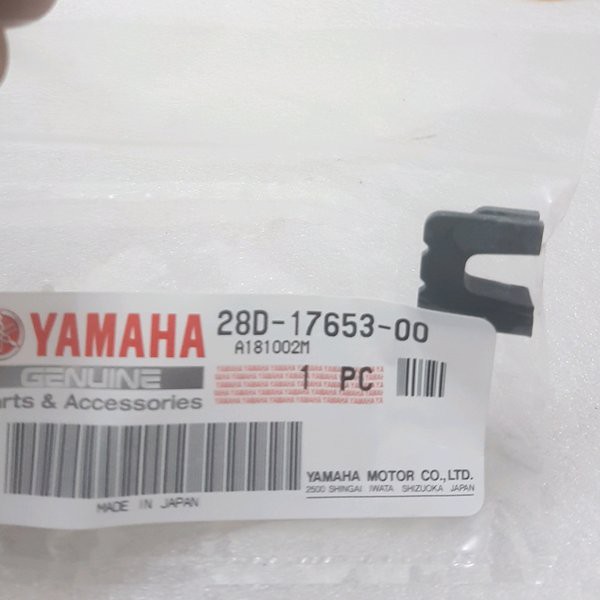 YAMAHA
28D-17653-00
A181002M
GENUINE
arts & Accessories
1 PC
MADE IN JAPAN
YAMAHA MOTOR CO.,LTD.
2500 SHINGAI IWATA SHIZUOKA JAPAN